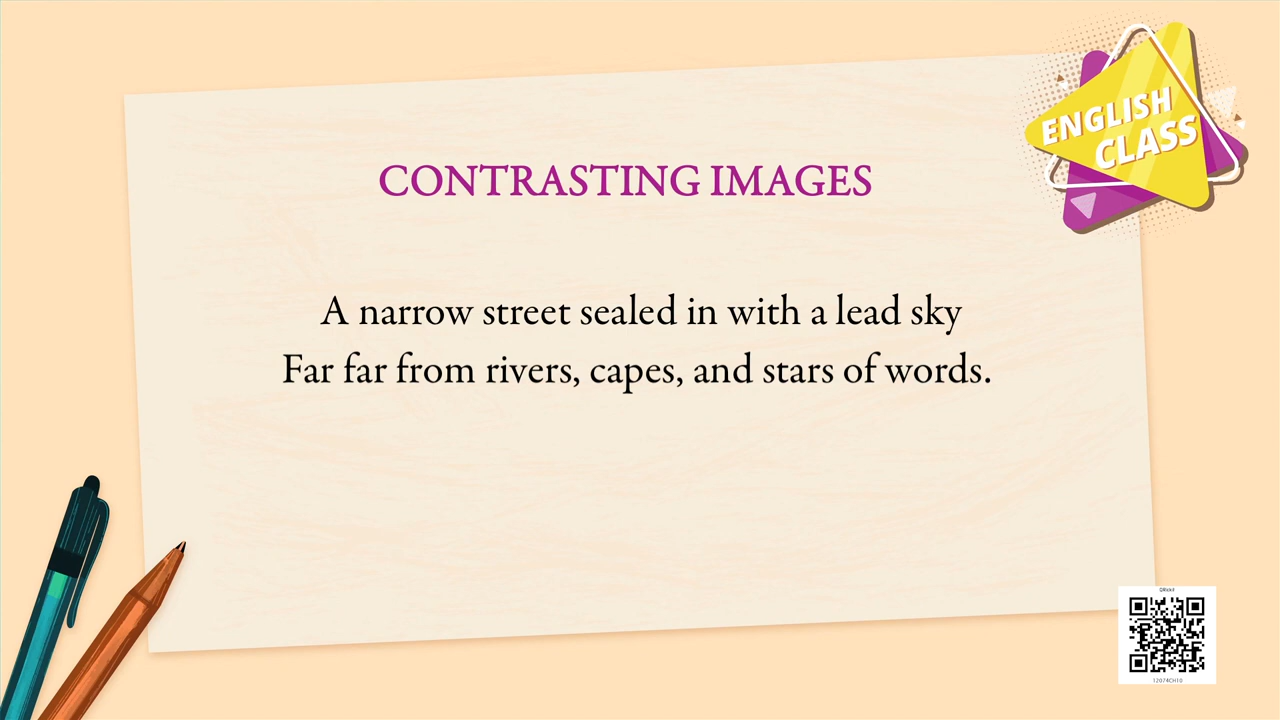 ENGLISH
CLASS
CONTRASTING IMAGES
A narrow street sealed in with a lead sky
Far far from rivers, capes, and stars of words.
12074CH10